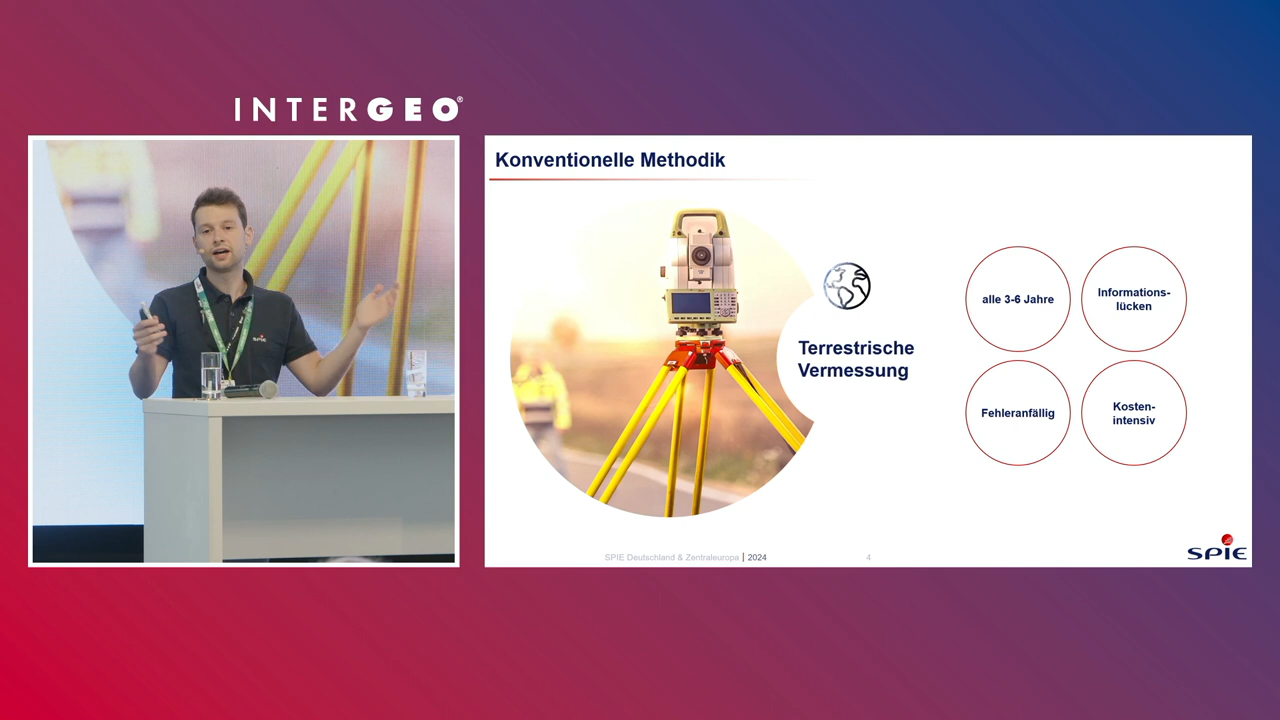 INTERGEO®
Konventionelle Methodik
Terrestrische
Vermessung
alle 3-6 Jahre
Informations-
lücken
Fehleranfällig
Kosten-
intensiv
SPIE Deutschland & Zentraleuropa | 2024
4
SPIE
SPIE